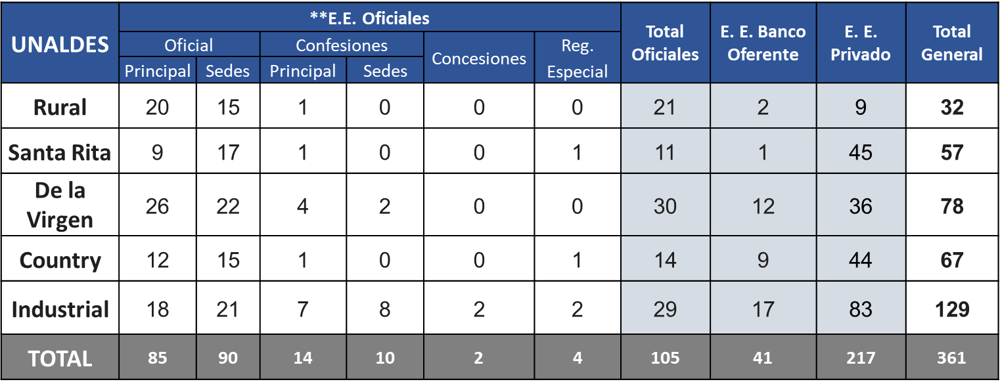 UNALDES
**E.E. Oficiales
Total Oficiales
E. E. Banco Oferente
E. E. Privado
Total General
Oficial
Confesiones
Concesiones
Reg. Especial
Principal Sedes Principal Sedes
Rural 20 15 1 0 0 0 21 2 9 32
Santa Rita 9 17 1 0 0 1 11 1 45 57
De la Virgen 26 22 4 2 0 0 30 12 36 78
Country 12 15 1 0 0 1 14 9 44 67
Industrial 18 21 7 8 2 2 29 17 83 129
TOTAL 85 90 14 10 2 4 105 41 217 361